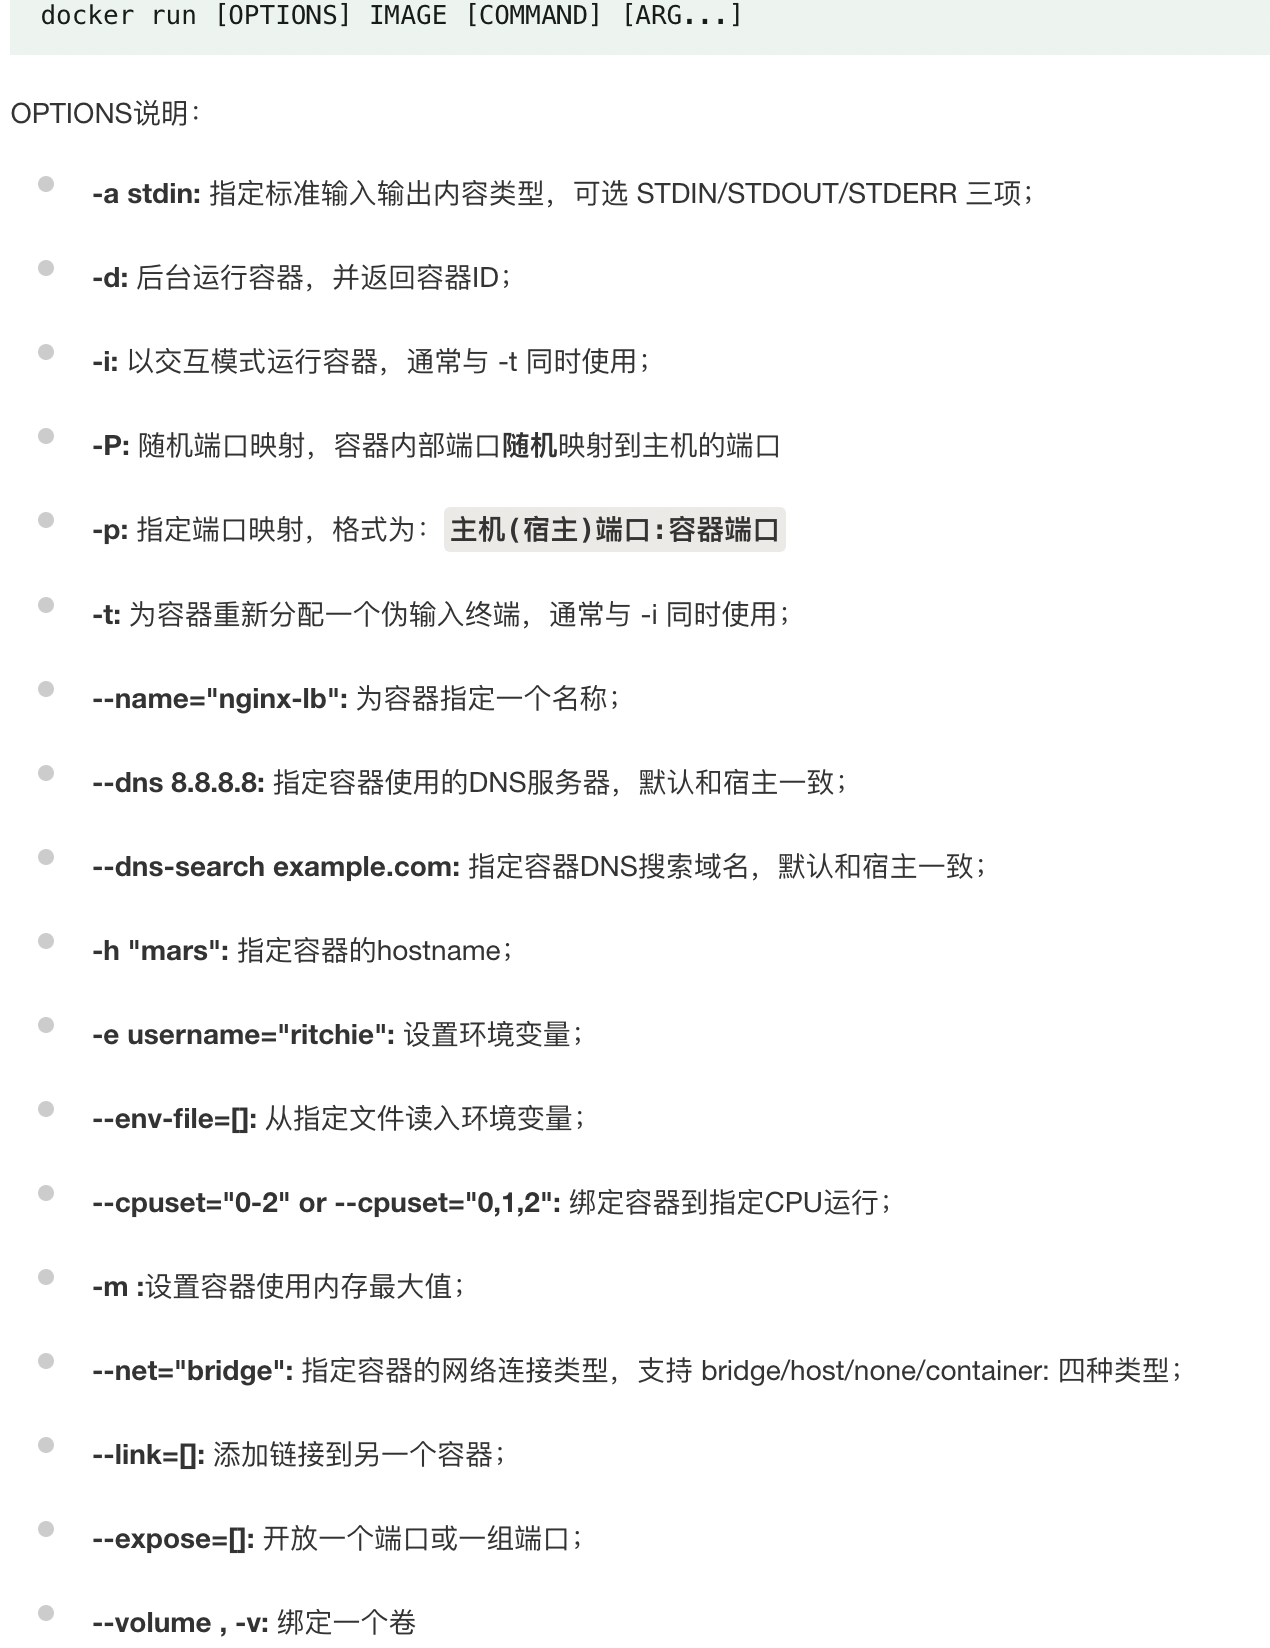 docker run [OPTIONS] IMAGE [COMMAND] [ARG...]
OPTIONS说明：
-a stdin: 指定标准输入输出内容类型，可选 STDIN/STDOUT/STDERR 三项；
-d: 后台运行容器，并返回容器ID；
-i: 以交互模式运行容器，通常与 -t 同时使用；
-P: 随机端口映射，容器内部端口随机映射到主机的端口
-p: 指定端口映射，格式为：主机(宿主)端口:容器端口
-t: 为容器重新分配一个伪输入终端，通常与 -i 同时使用；
--name="nginx-lb": 为容器指定一个名称；
--dns 8.8.8.8: 指定容器使用的DNS服务器，默认和宿主一致；
--dns-search example.com: 指定容器DNS搜索域名，默认和宿主一致；
-h "mars": 指定容器的hostname；
-e username="ritchie": 设置环境变量；
--env-file=[]: 从指定文件读入环境变量；
--cpuset="0-2" or --cpuset="0,1,2": 绑定容器到指定CPU运行；
-m :设置容器使用内存最大值；
--net="bridge": 指定容器的网络连接类型，支持 bridge/host/none/container: 四种类型；
--link=[]: 添加链接到另一个容器；
--expose=[]: 开放一个端口或一组端口；
--volume , -v: 绑定一个卷